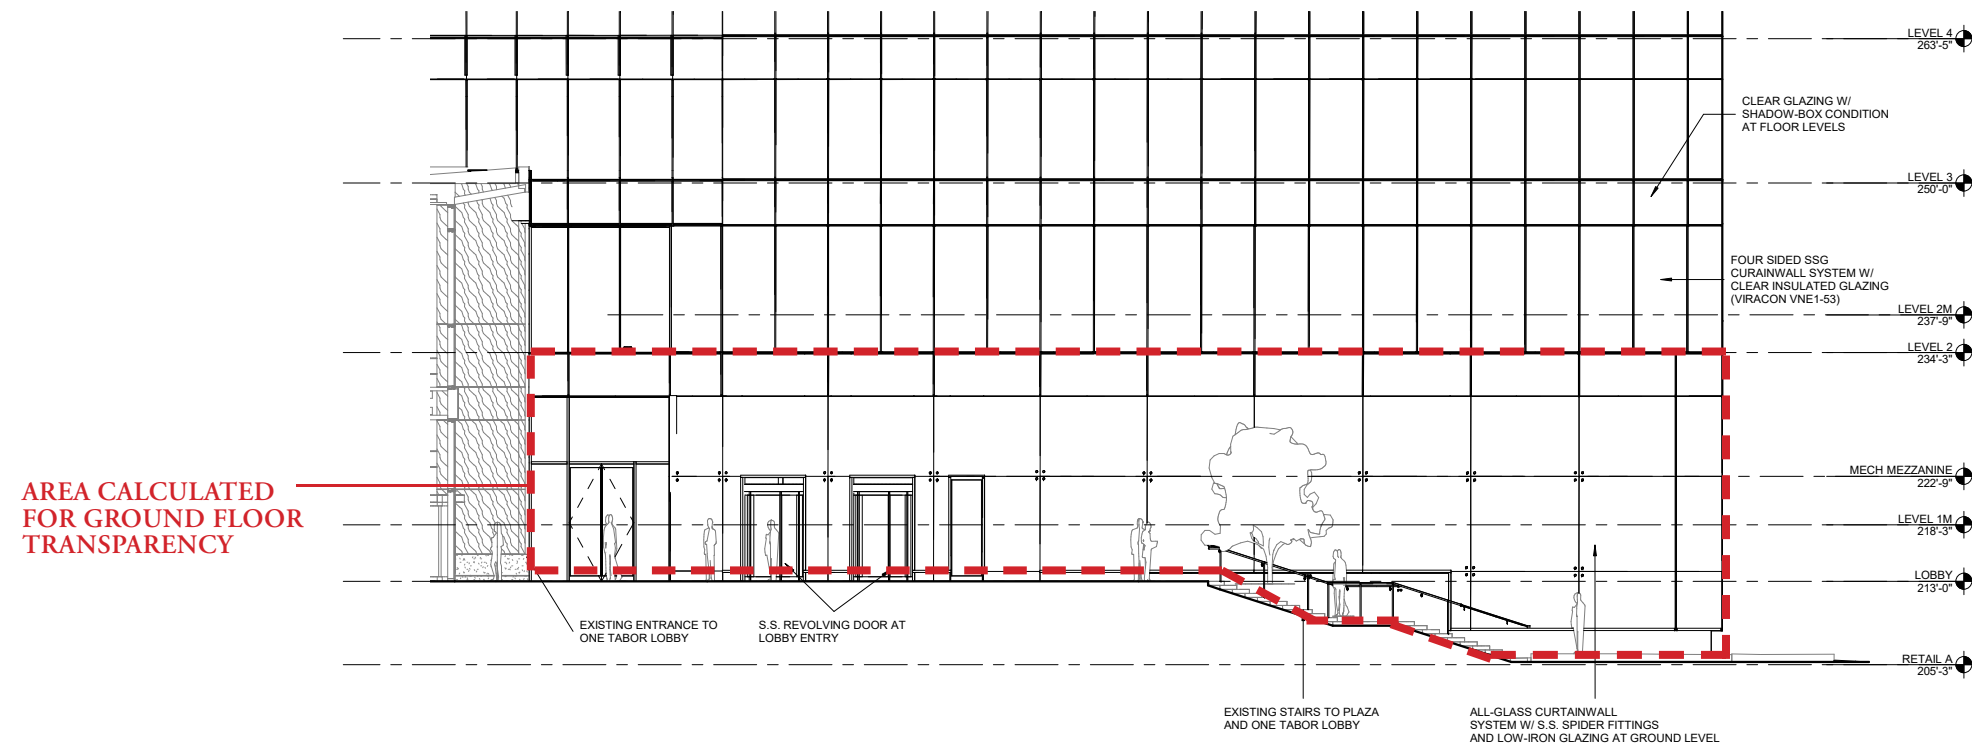 LEVEL 4
263'-5"
CLEAR GLAZING W/
SHADOW-BOX CONDITION
AT FLOOR LEVELS
LEVEL 3
250'-0"
FOUR SIDED SSG
CURAINWALL SYSTEM W/
CLEAR INSULATED GLAZING
(VIRACON VNE1-53)
LEVEL 2M
237'-9"
LEVEL 2
234'-3"
MECH MEZZANINE
222'-9"
AREA CALCULATED
FOR GROUND FLOOR
TRANSPARENCY
LEVEL 1M
218'-3"
LOBBY
213'-0"
EXISTING ENTRANCE TO
ONE TABOR LOBBY
S.S. REVOLVING DOOR AT
LOBBY ENTRY
RETAIL A
205'-3"
EXISTING STAIRS TO PLAZA
AND ONE TABOR LOBBY
ALL-GLASS CURTAINWALL
SYSTEM W/ S.S. SPIDER FITTINGS
AND LOW-IRON GLAZING AT GROUND LEVEL